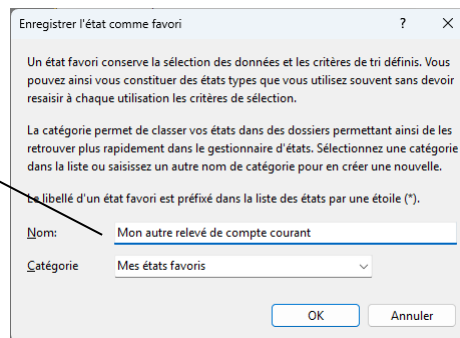 Enregistrer l'état comme favori
Un état favori conserve la sélection des données et les critères de tri définis. Vous
pouvez ainsi vous constituer des états types que vous utilisez souvent sans devoir
resaisir à chaque utilisation les critères de sélection.
La catégorie permet de classer vos états dans des dossiers permettant ainsi de les
retrouver plus rapidement dans le gestionnaire d'états. Sélectionnez une catégorie
dans la liste ou saisissez un autre nom de catégorie pour en créer une nouvelle.
Le libellé d'un état favori est préfixé dans la liste des états par une étoile (*).
Nom: Mon autre relevé de compte courant
Catégorie Mes états favoris
OK Annuler